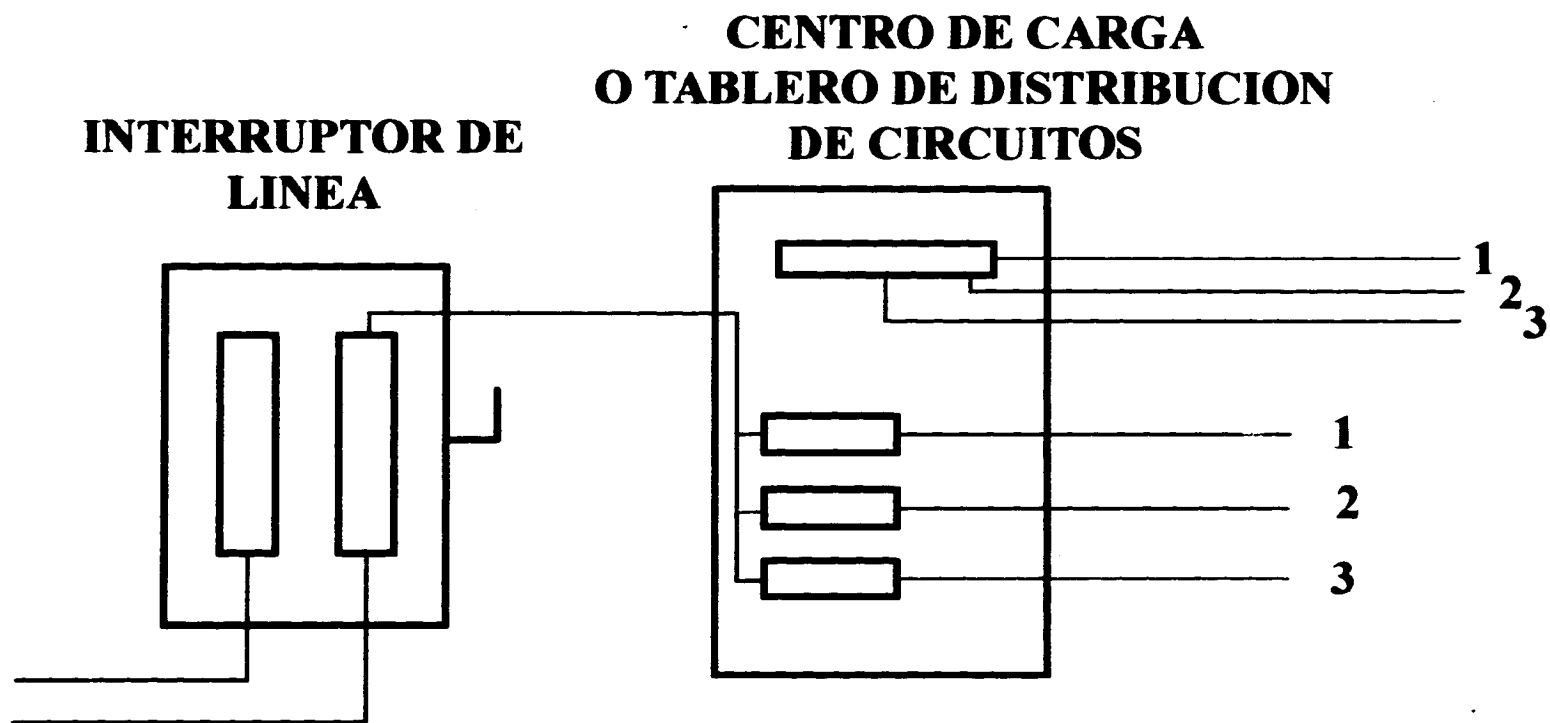 CENTRO DE CARGA
O TABLERO DE DISTRIBUCION
DE CIRCUITOS
INTERRUPTOR DE
LINEA
1
2
3
1
2
3